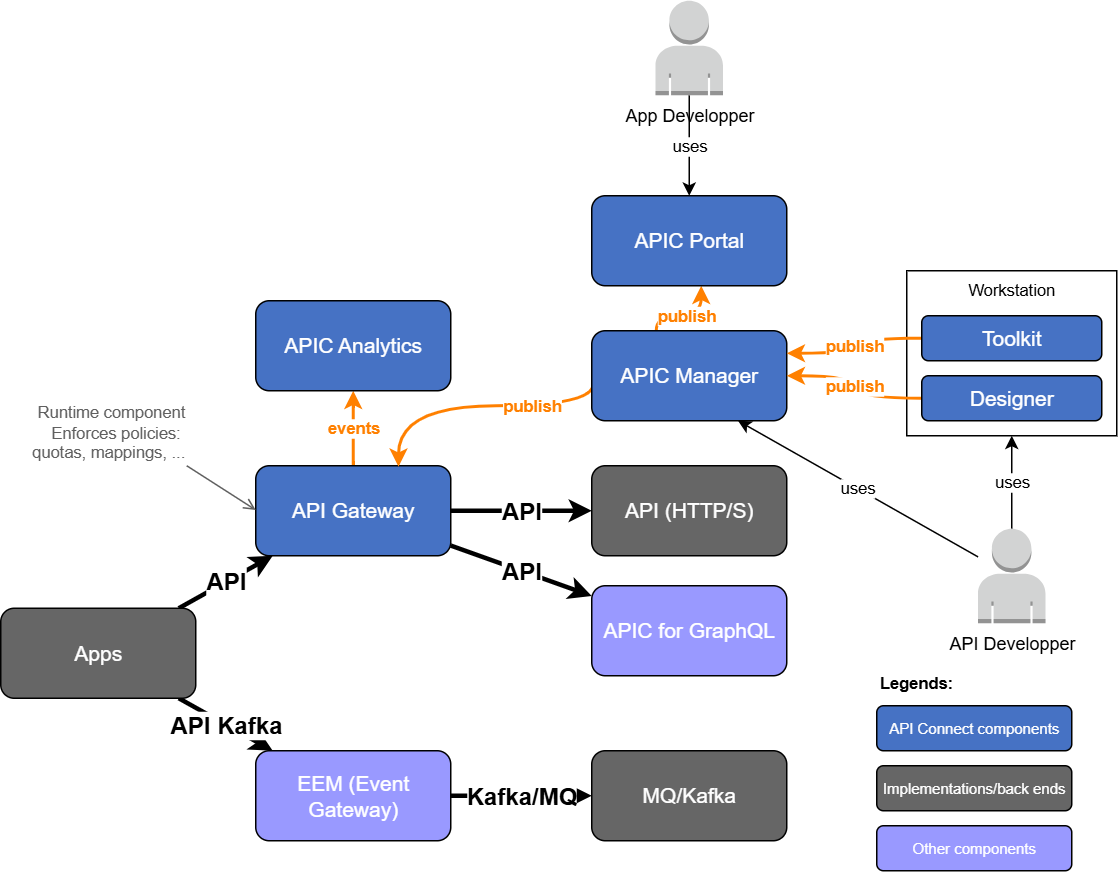 App Developper
uses
APIC Portal
publish
Workstation
Toolkit
Designer
publish
publish
APIC Manager
APIC Analytics
publish
events
Runtime component
Enforces policies:
quotas, mappings, ...
API Gateway
API
API (HTTP/S)
uses
uses
API
API
APIC for GraphQL
API Developper
Apps
API Kafka
EEM (Event
Gateway)
Kafka/MQ
MQ/Kafka
Legends:
API Connect components
Implementations/back ends
Other components